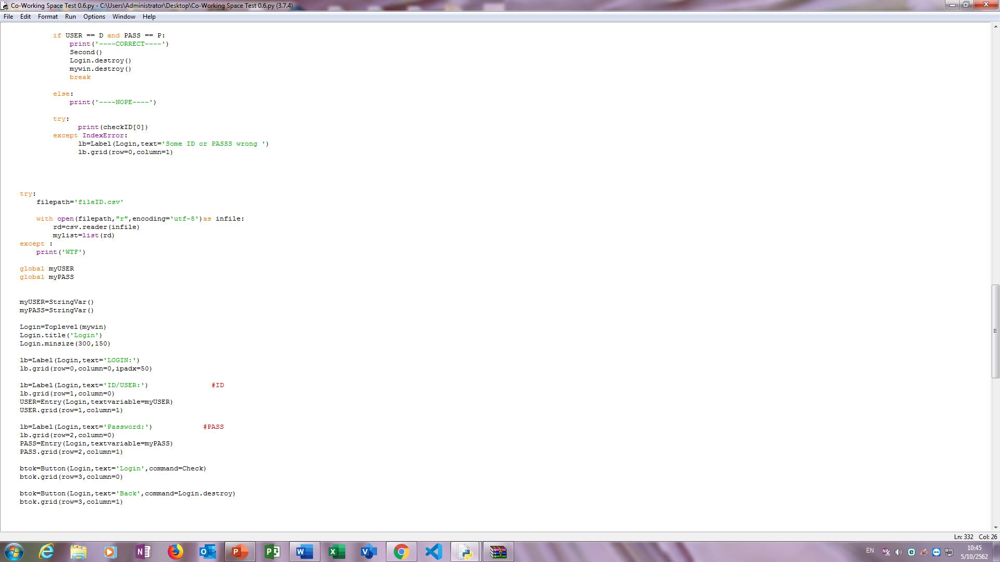 Co-Working Space Test 0.6.py - C:\Users\Administrator\Desktop\Co-Working Space Test 0.6.py (3.7.4)
File Edit Format Run Options Window Help
if USER == D and PASS == P:
print('----CORRECT----')
Second()
Login.destroy()
mywin.destroy()
break
else:
print('----NOPE----')
try:
print(checkID[0])
except IndexError:
lb=Label(Login,text='Some ID or PASSS wrong ')
lb.grid(row=0,column=1)
try:
filepath='fileID.csv'
with open(filepath,"r",encoding='utf-8')as infile:
rd=csv.reader(infile)
mylist=list(rd)
except :
print('WTF')
global myUSER
global myPASS
myUSER=StringVar()
myPASS=StringVar()
Login=Toplevel(mywin)
Login.title('Login')
Login.minsize(300,150)
lb=Label(Login,text='LOGIN:')
lb.grid(row=0,column=0,ipadx=50)
lb=Label(Login,text='ID/USER:') #ID
lb.grid(row=1,column=0)
USER=Entry(Login,textvariable=myUSER)
USER.grid(row=1,column=1)
lb=Label(Login,text='Password:') #PASS
lb.grid(row=2,column=0)
PASS=Entry(Login,textvariable=myPASS)
PASS.grid(row=2,column=1)
btok=Button(Login,text='Login',command=Check)
btok.grid(row=3,column=0)
btok=Button(Login,text='Back',command=Login.destroy)
btok.grid(row=3,column=1)
Ln: 332 Col: 26
EN
10:45
5/10/2562